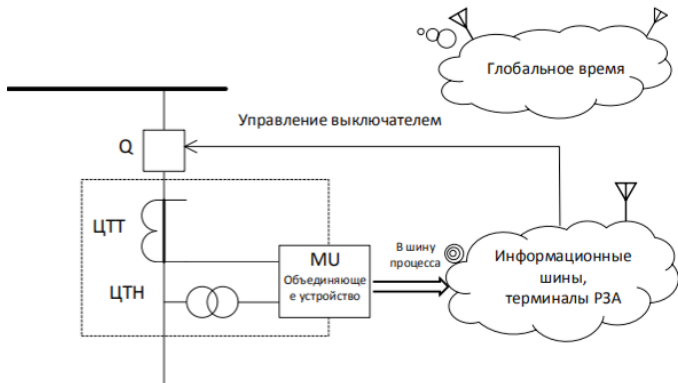 Глобальное время
Управление выключателем
Q
ЦТТ
MU
Объединяюще
е устройство
В шину
процесса
Информационные
шины,
терминалы РЗА
ЦТН